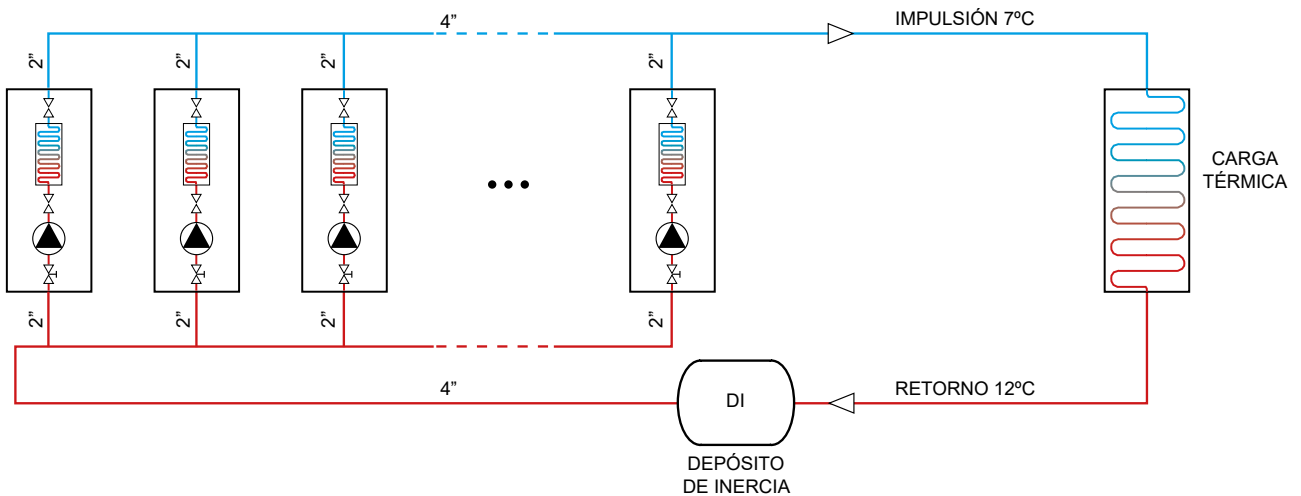 4”
IMPULSIÓN 7ºC
2”
2”
2”
2”
CARGA
TÉRMICA
2”
2”
2”
2”
4”
DI
RETORNO 12ºC
DEPÓSITO
DE INERCIA